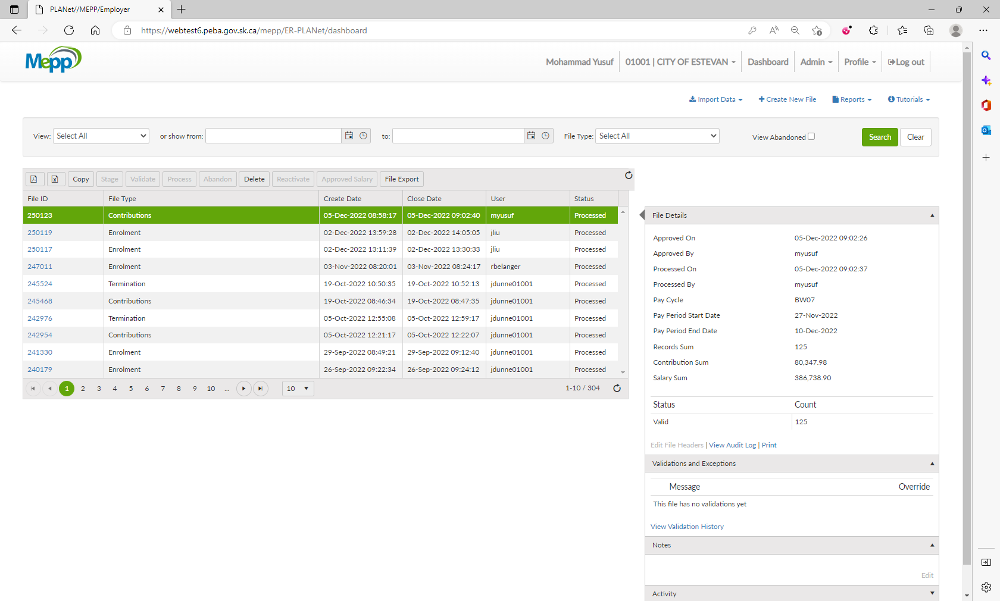 PLANet//MEPP/Employer
https://webtest6.peba.gov.sk.ca/mepp/ER-PLANet/dashboard
Mepp
Mohammad Yusuf 01001 | CITY OF ESTEVAN Dashboard Admin Profile Log out
Import Data Create New File Reports Tutorials
View: Select All or show from: to: File Type: Select All View Abandoned Search Clear
Copy Stage Validate Process Abandon Delete Reactivate Approved Salary File Export
File ID File Type Create Date Close Date User Status
250123 Contributions 05-Dec-2022 08:58:17 05-Dec-2022 09:02:40 myusuf Processed
250119 Enrolment 02-Dec-2022 13:59:28 02-Dec-2022 14:05:05 jliu Processed
250117 Enrolment 02-Dec-2022 13:11:39 02-Dec-2022 13:30:33 jliu Processed
247011 Enrolment 03-Nov-2022 08:20:01 03-Nov-2022 08:24:17 rbelanger Processed
245524 Termination 19-Oct-2022 10:50:35 19-Oct-2022 10:52:13 jdunne01001 Processed
245468 Contributions 19-Oct-2022 08:46:34 19-Oct-2022 08:47:35 jdunne01001 Processed
242976 Termination 05-Oct-2022 12:55:08 05-Oct-2022 12:59:17 jdunne01001 Processed
242954 Contributions 05-Oct-2022 12:21:17 05-Oct-2022 12:22:07 jdunne01001 Processed
241330 Enrolment 29-Sep-2022 08:49:21 29-Sep-2022 09:12:40 jdunne01001 Processed
240179 Enrolment 26-Sep-2022 09:22:34 26-Sep-2022 09:24:12 jdunne01001 Processed
1 2 3 4 5 6 7 8 9 10 ... 10 1-10 / 304
File Details
Approved On 05-Dec-2022 09:02:26
Approved By myusuf
Processed On 05-Dec-2022 09:02:37
Processed By myusuf
Pay Cycle BW07
Pay Period Start Date 27-Nov-2022
Pay Period End Date 10-Dec-2022
Records Sum 125
Contribution Sum 80,347.98
Salary Sum 386,738.90
Status Count
Valid 125
Edit File Headers | View Audit Log | Print
Validations and Exceptions
Message Override
This file has no validations yet
View Validation History
Notes
Edit
Activity